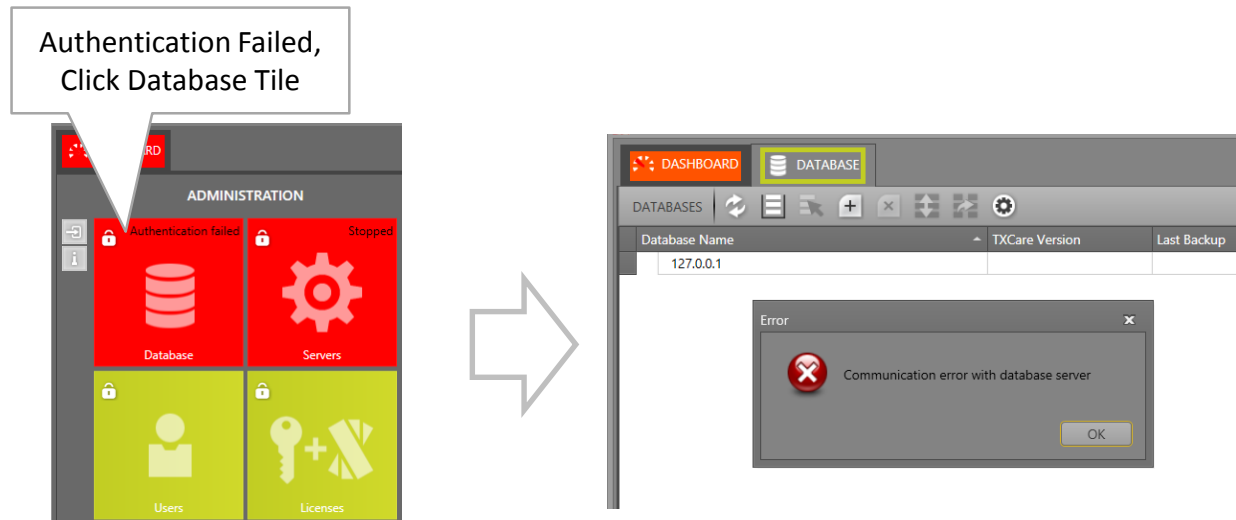 Authentication Failed,
Click Database Tile
RD
ADMINISTRATION
Authentication failed
Stopped
Database
Servers
Users
Licenses
DASHBOARD
DATABASE
DATABASES
Database Name
TXCare Version
Last Backup
127.0.0.1
Error
Communication error with database server
OK